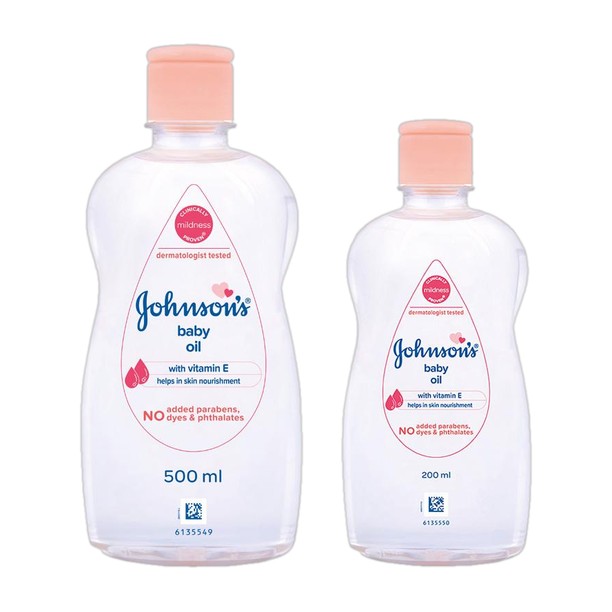 CLINICALLY
mildness
PROVEN®
dermatologist tested
Johnson's®
baby
oil
with vitamin E
helps in skin nourishment
NO added parabens,
dyes & phthalates
500 ml
6135549
CLINICALLY
mildness
PROVEN®
dermatologist tested
Johnson's®
baby
oil
with vitamin E
helps in skin nourishment
NO added parabens,
dyes & phthalates
200 ml
6135550